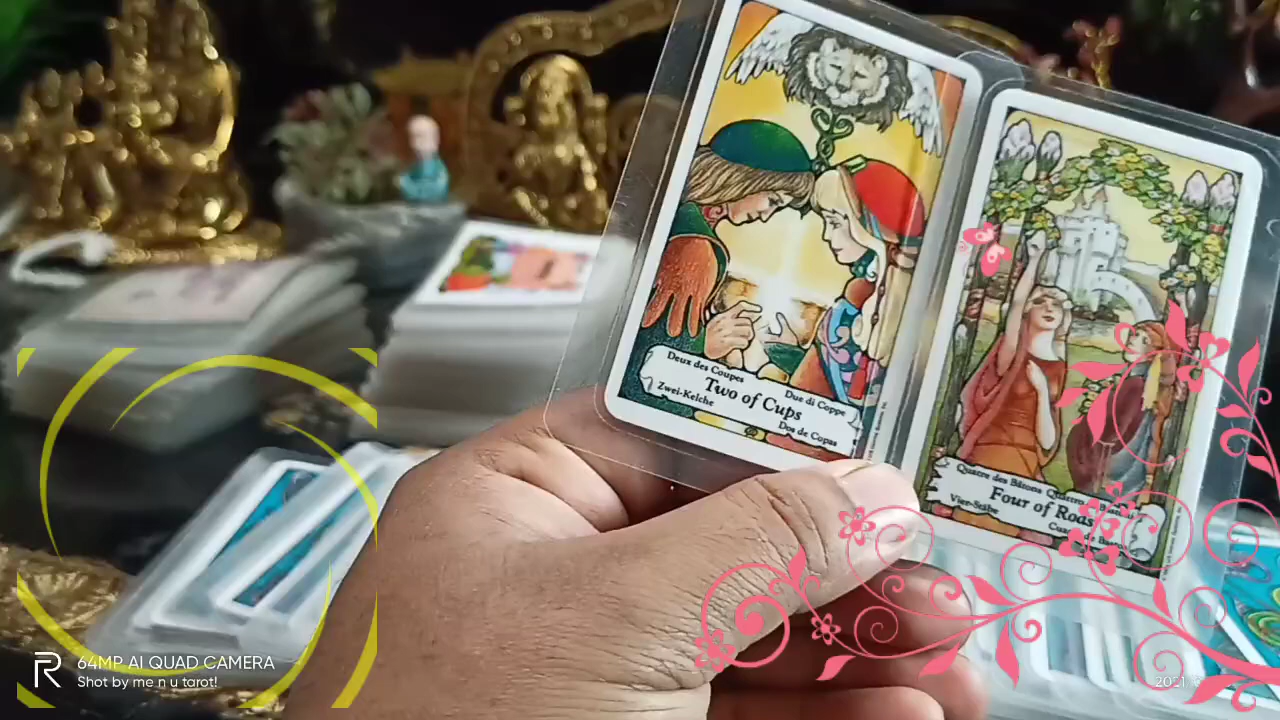 Deux des Coupes
Due di Coppe
Two of Cups
Zwei-Kelche
Dos de Copas
Quatre des Bâtons
Four of
Vier-Stäbe
64MP AI QUAD CAMERA
Shot by me n u tarot!